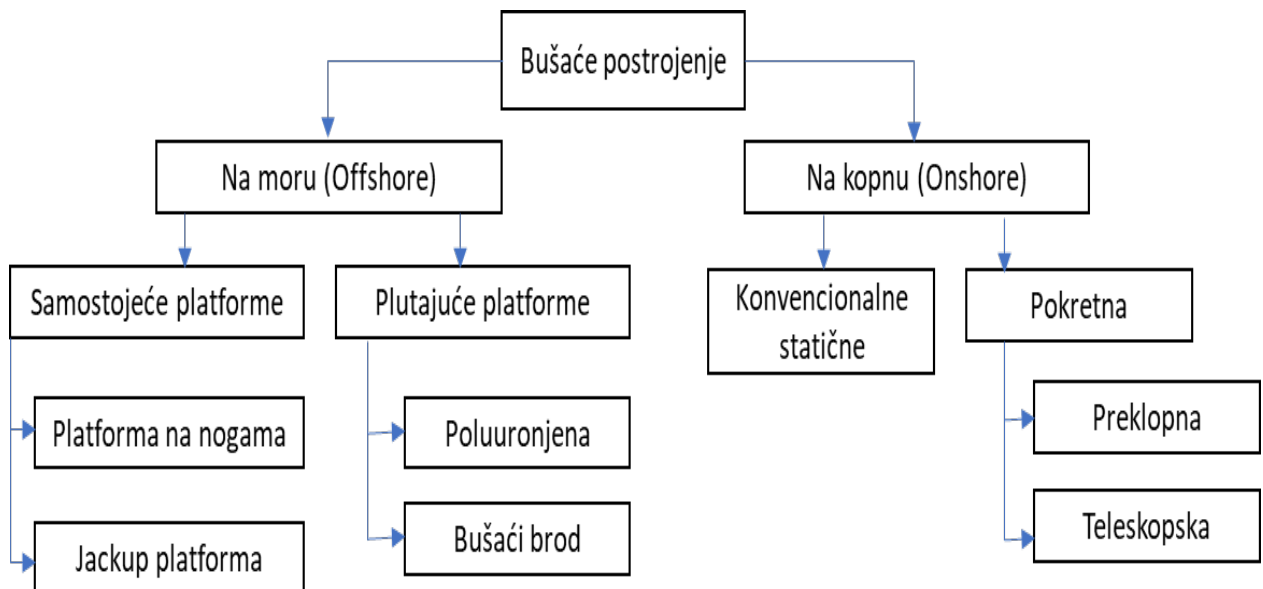 Bušaće postrojenje
Na moru (Offshore)
Na kopnu (Onshore)
Samostojeće platforme
Plutajuće platforme
Konvencionalne
statične
Pokretna
Platforma na nogama
Poluuronjena
Preklopna
Jackup platforma
Bušaći brod
Teleskopska